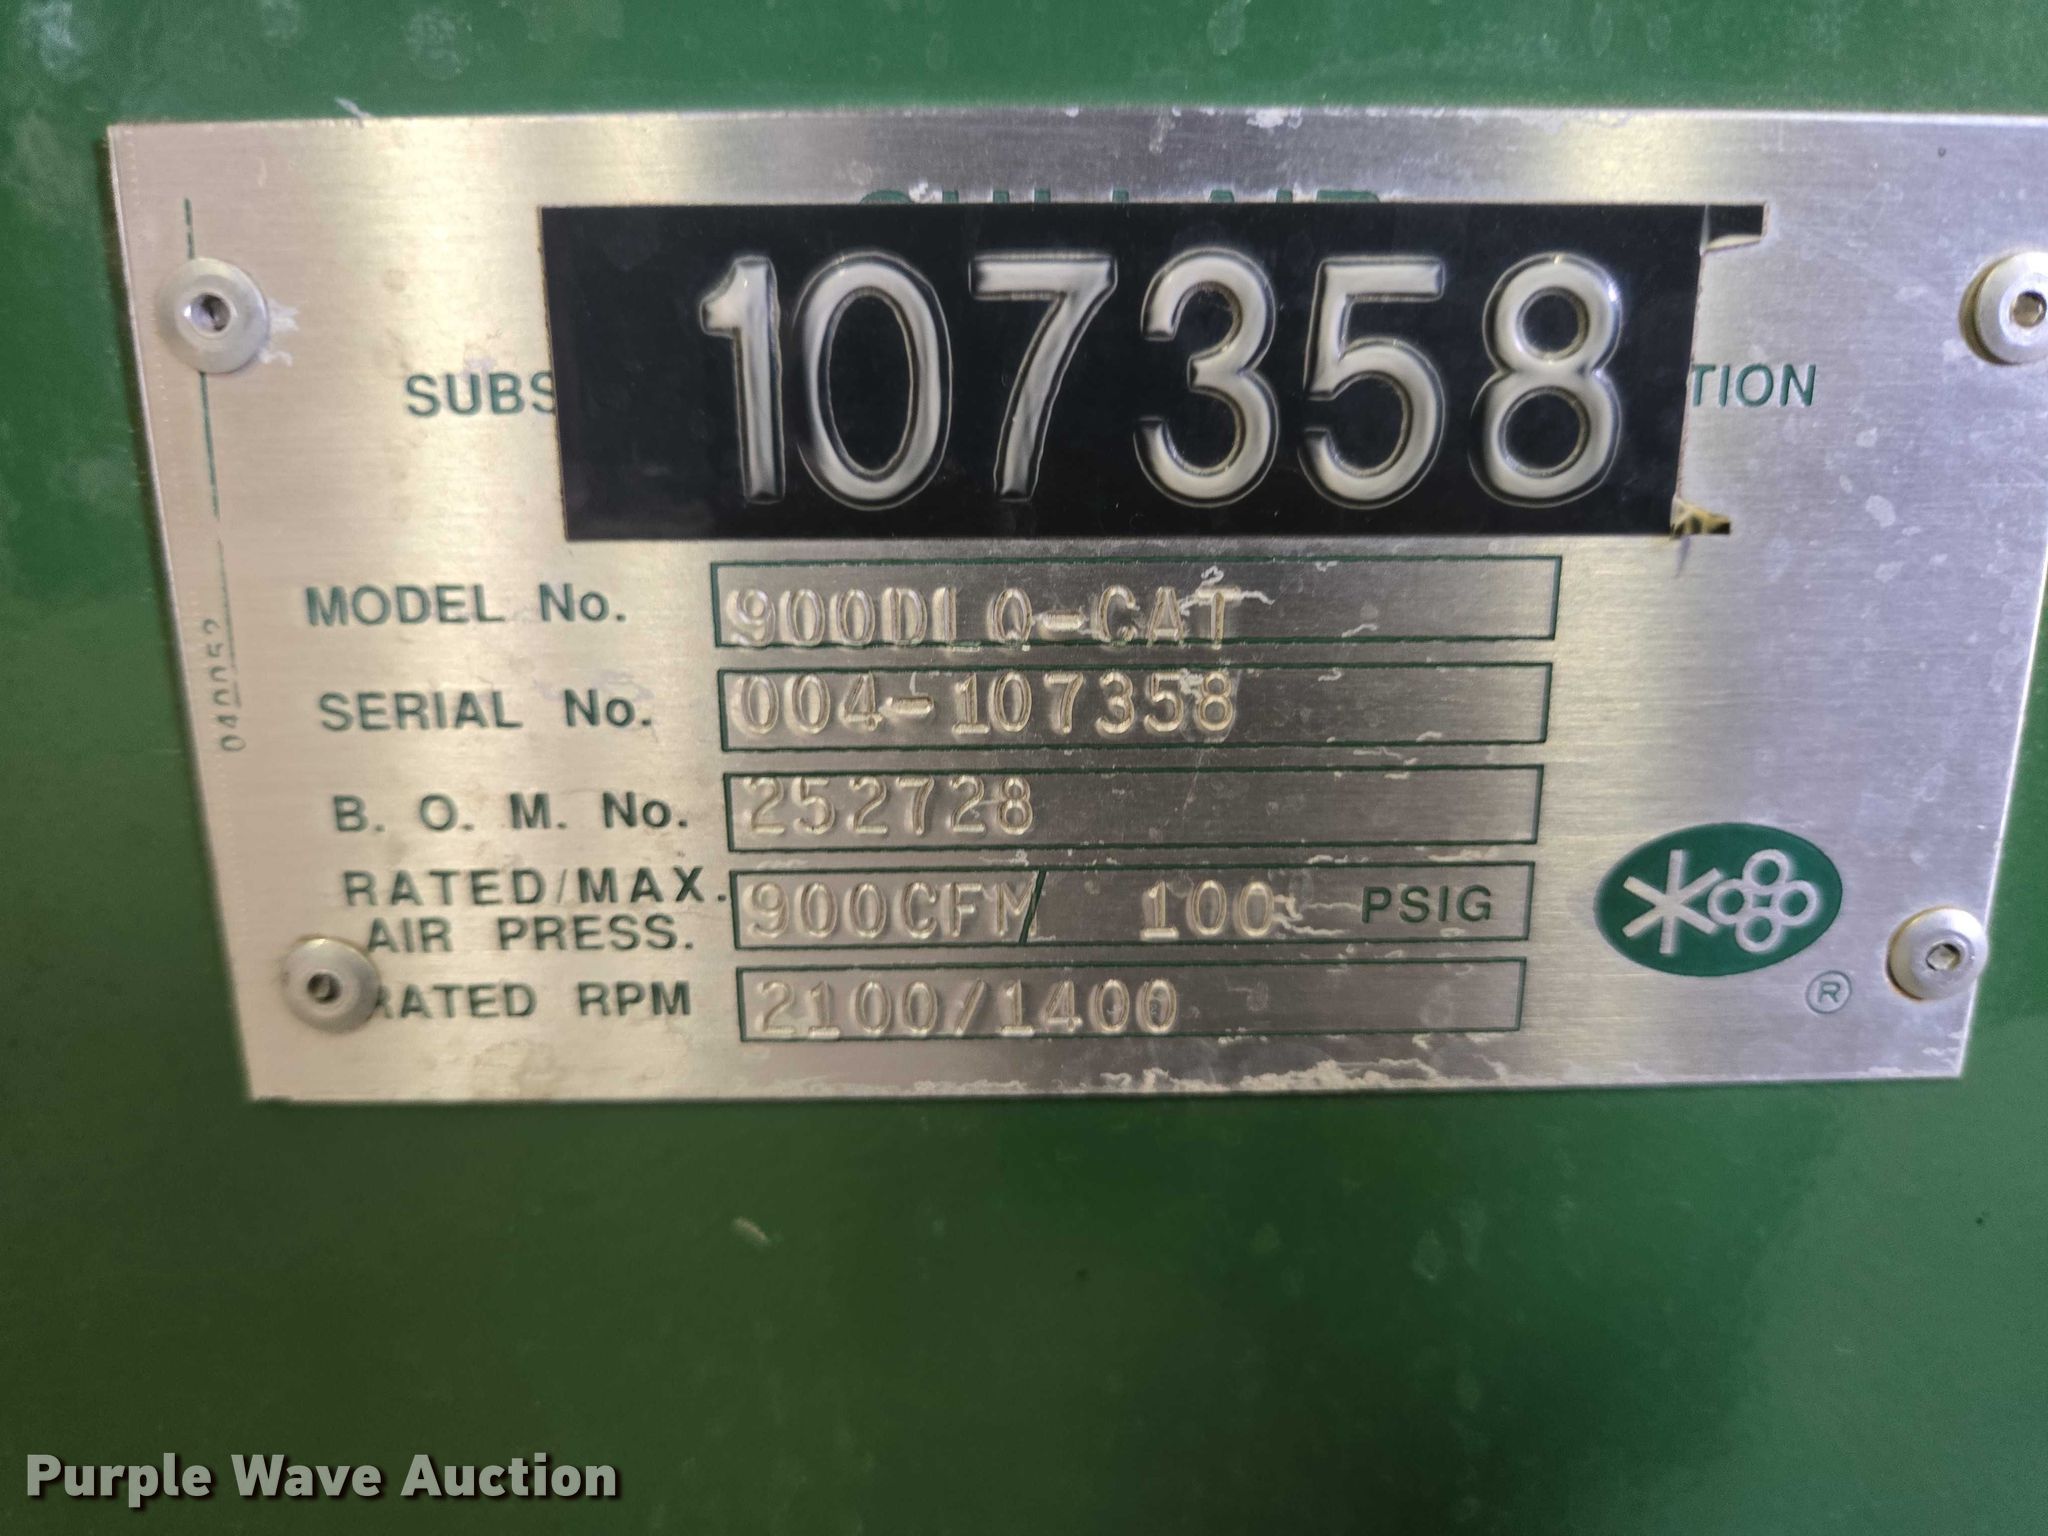 107358
TION
MODEL No. 900DLQ-CAT
SERIAL No. 004-107358
B. O. M. No. 252728
RATED/MAX. AIR PRESS. 900CFM / 100 PSIG
RATED RPM 2100/1400
®
Purple Wave Auction